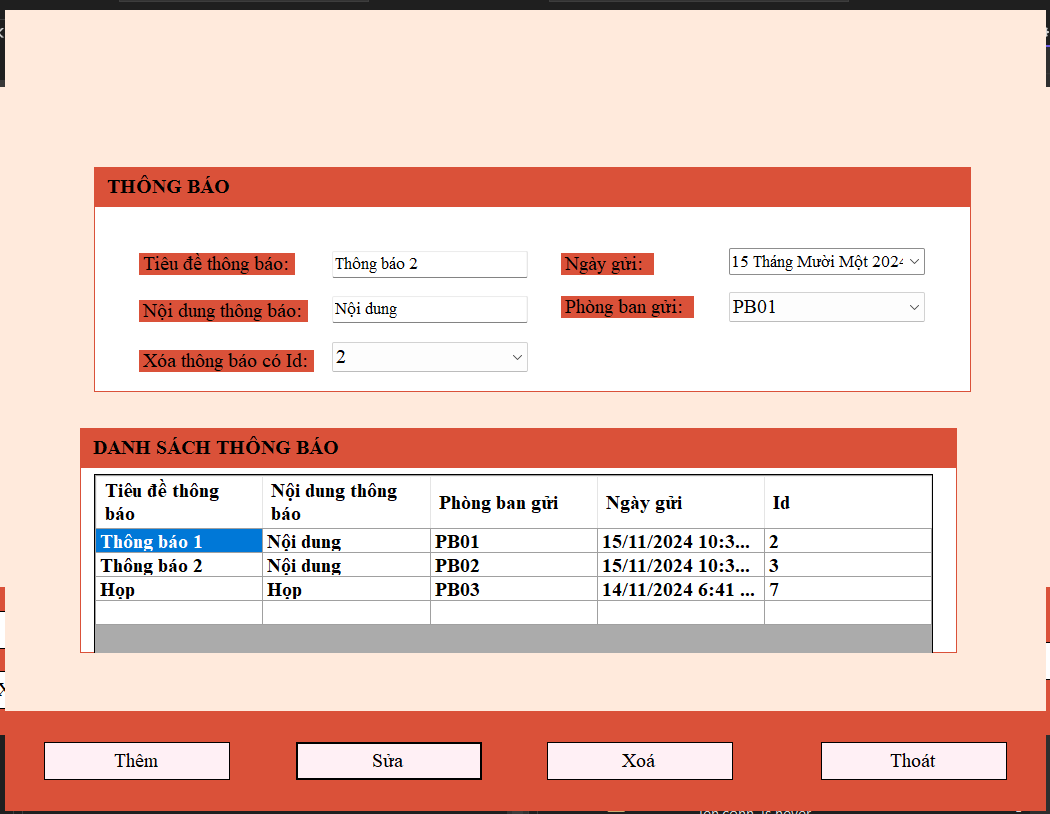 THÔNG BÁO
Tiêu đề thông báo:
Thông báo 2
Ngày gửi:
15 Tháng Mười Một 2024
Nội dung thông báo:
Nội dung
Phòng ban gửi:
PB01
Xóa thông báo có Id:
2
DANH SÁCH THÔNG BÁO
Tiêu đề thông báo
Nội dung thông báo
Phòng ban gửi
Ngày gửi
Id
Thông báo 1 Nội dung PB01 15/11/2024 10:3... 2
Thông báo 2 Nội dung PB02 15/11/2024 10:3... 3
Họp Họp PB03 14/11/2024 6:41 ... 7
Thêm
Sửa
Xoá
Thoát